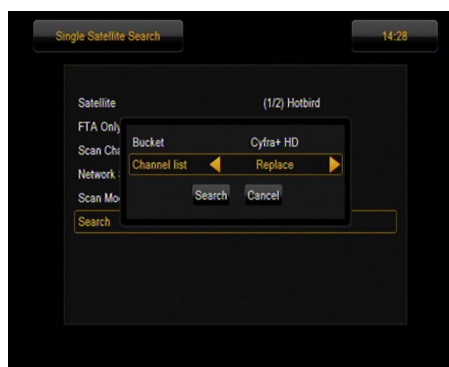 Single Satellite Search
14:28
Satellite (1/2) Hotbird
FTA Only
Bucket Cyfra+ HD
Scan Cha
Channel list Replace
Network
Search Cancel
Scan Mo
Search